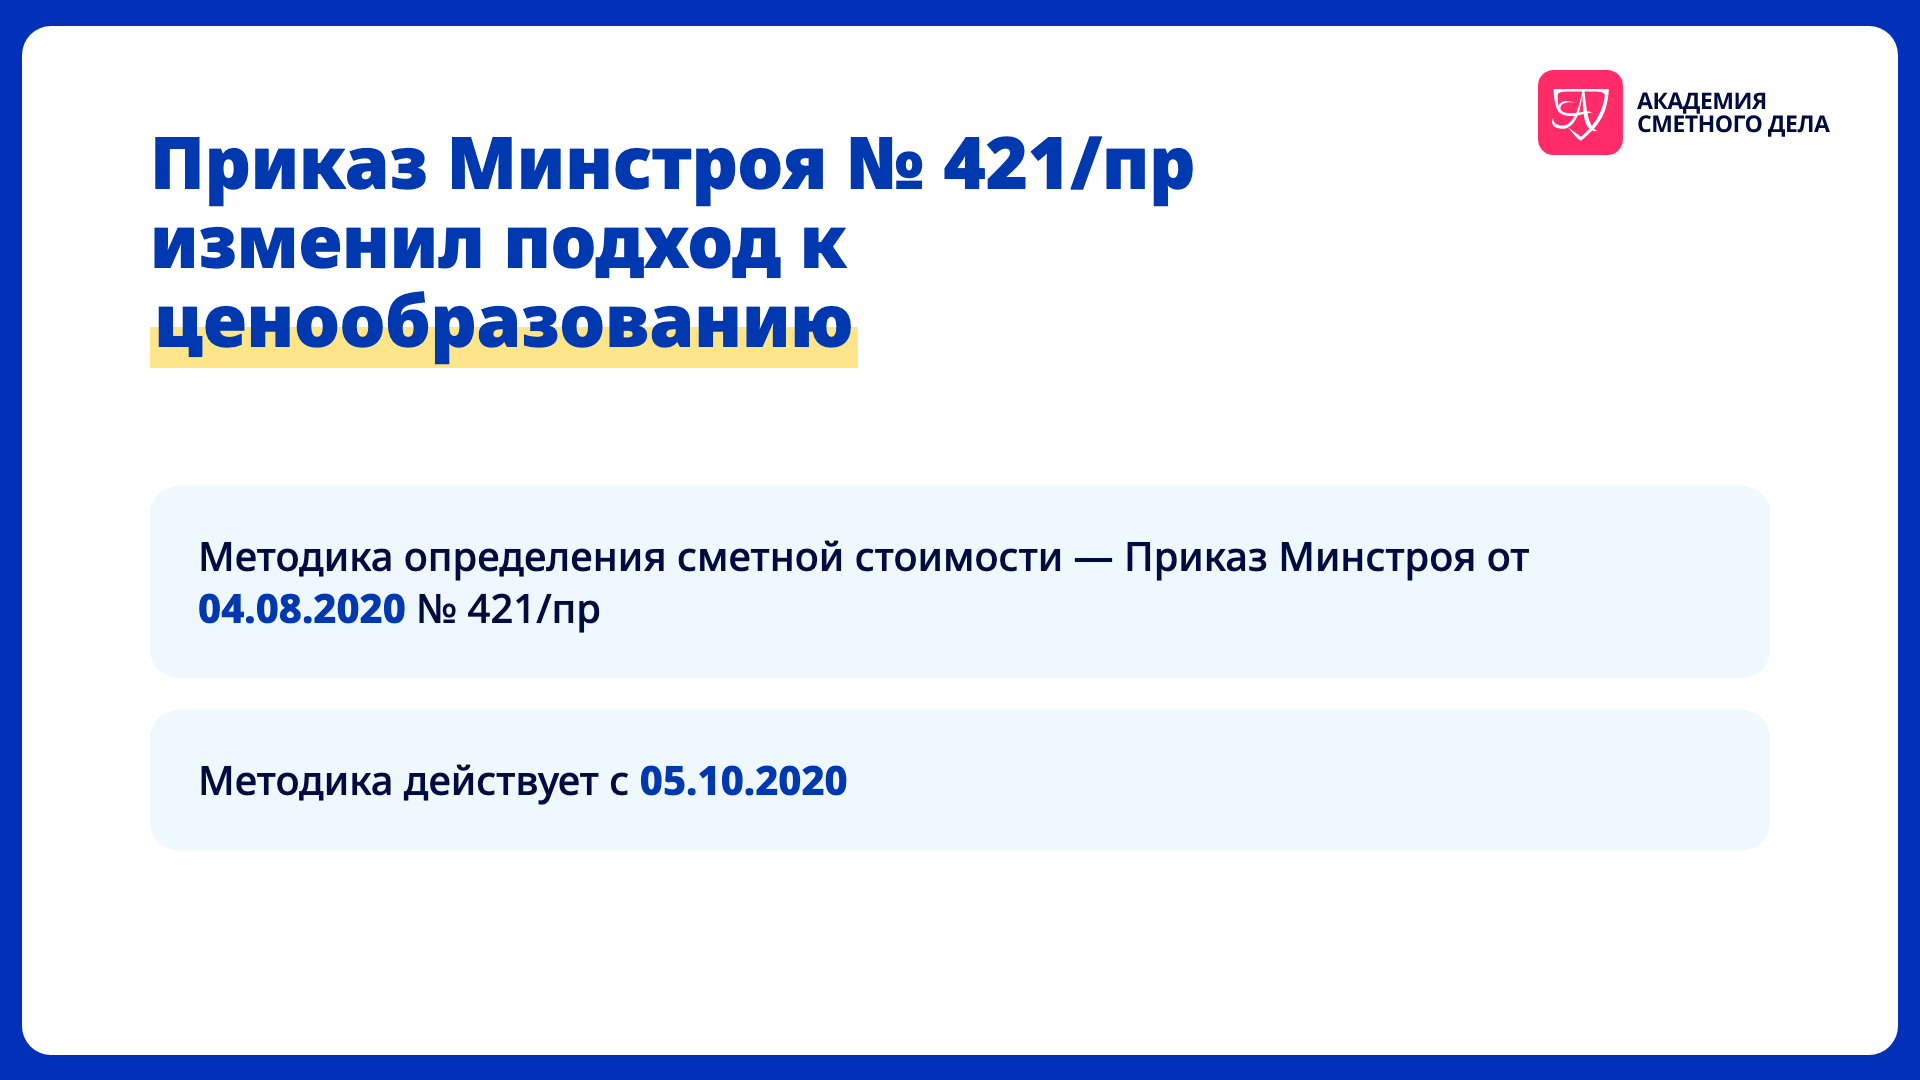 АКАДЕМИЯ
СМЕТНОГО ДЕЛА
Приказ Минстроя № 421/пр
изменил подход к
ценообразованию
Методика определения сметной стоимости — Приказ Минстроя от
04.08.2020 № 421/пр
Методика действует с 05.10.2020